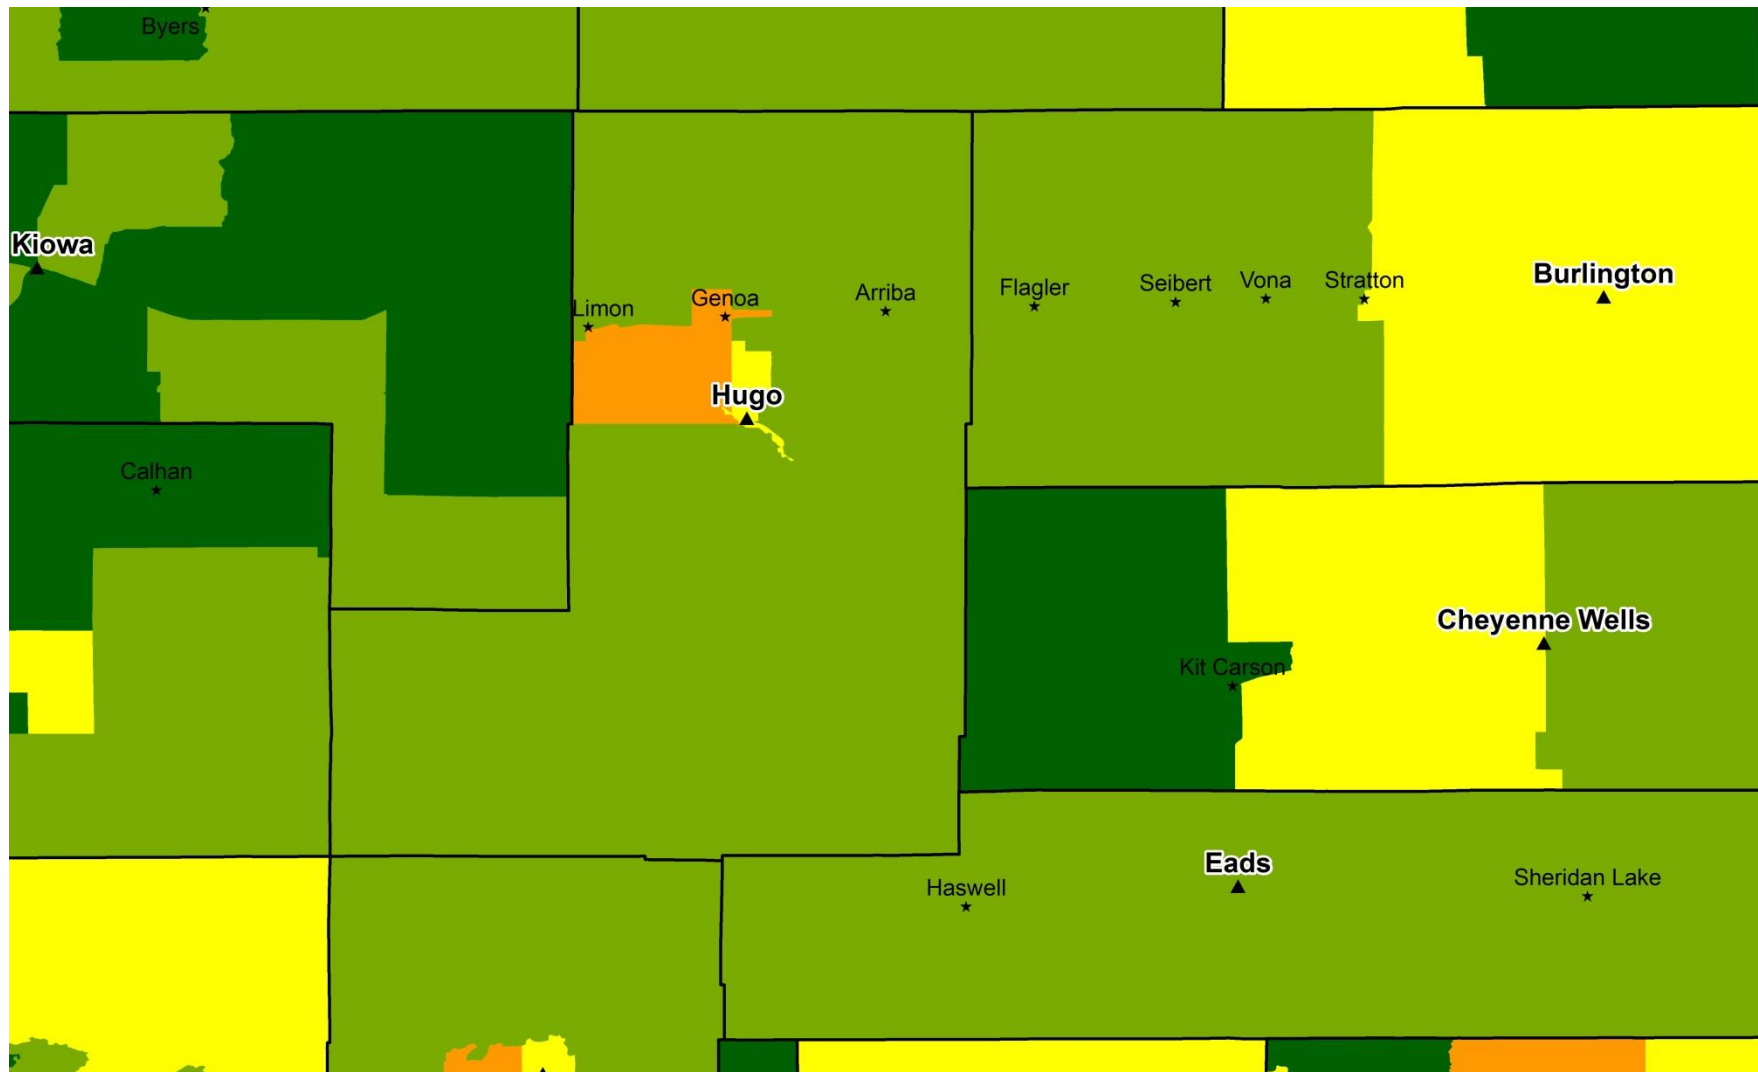 Byers
Kiowa
Burlington
Flagler
Seibert
Vona
Stratton
Arriba
Genoa
Limon
Hugo
Calhan
Cheyenne Wells
Kit Carson
Eads
Haswell
Sheridan Lake